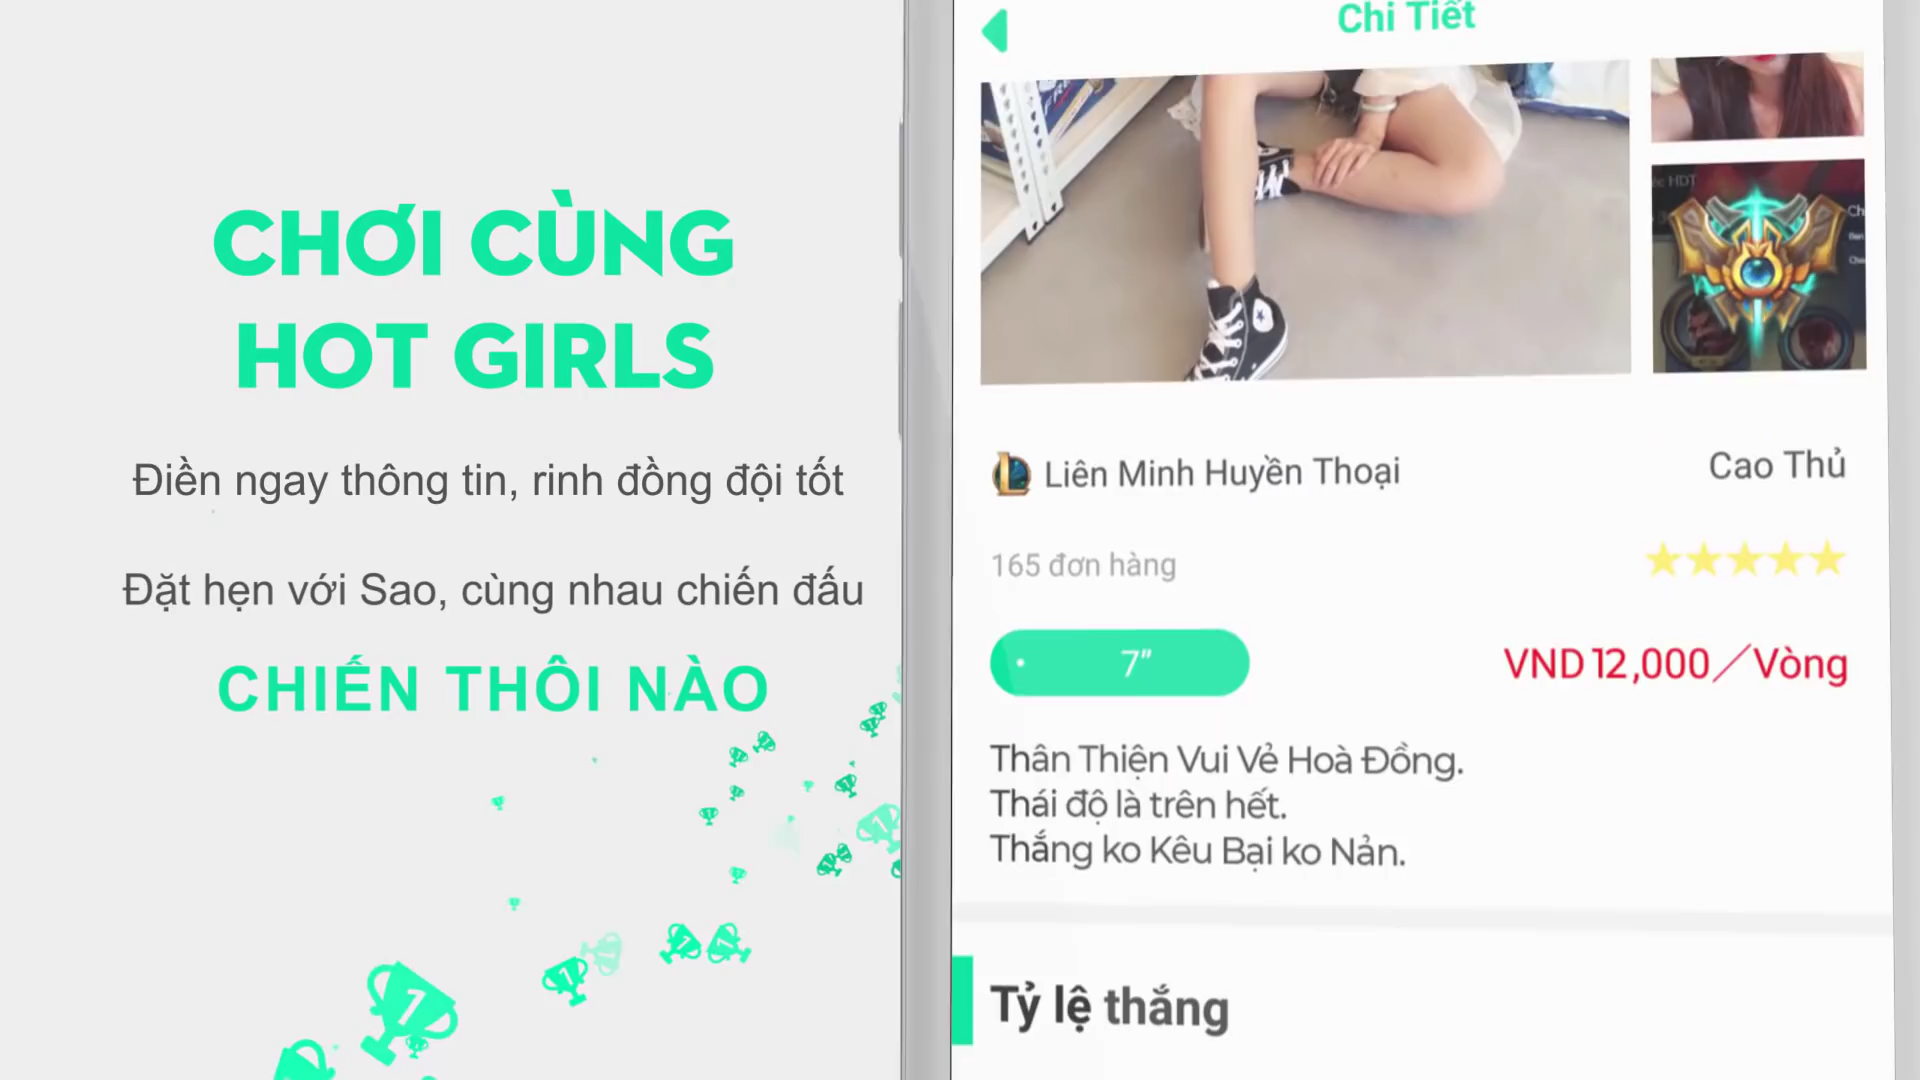 CHƠI CÙNG
HOT GIRLS
Điền ngay thông tin, rinh đồng đội tốt
Đặt hẹn với Sao, cùng nhau chiến đấu
CHIẾN THÔI NÀO
Chi Tiết
HDT
Liên Minh Huyền Thoại
Cao Thủ
165 đơn hàng
7”
VND 12,000／Vòng
Thân Thiện Vui Vẻ Hoà Đồng.
Thái độ là trên hết.
Thắng ko Kêu Bại ko Nản.
Tỷ lệ thắng